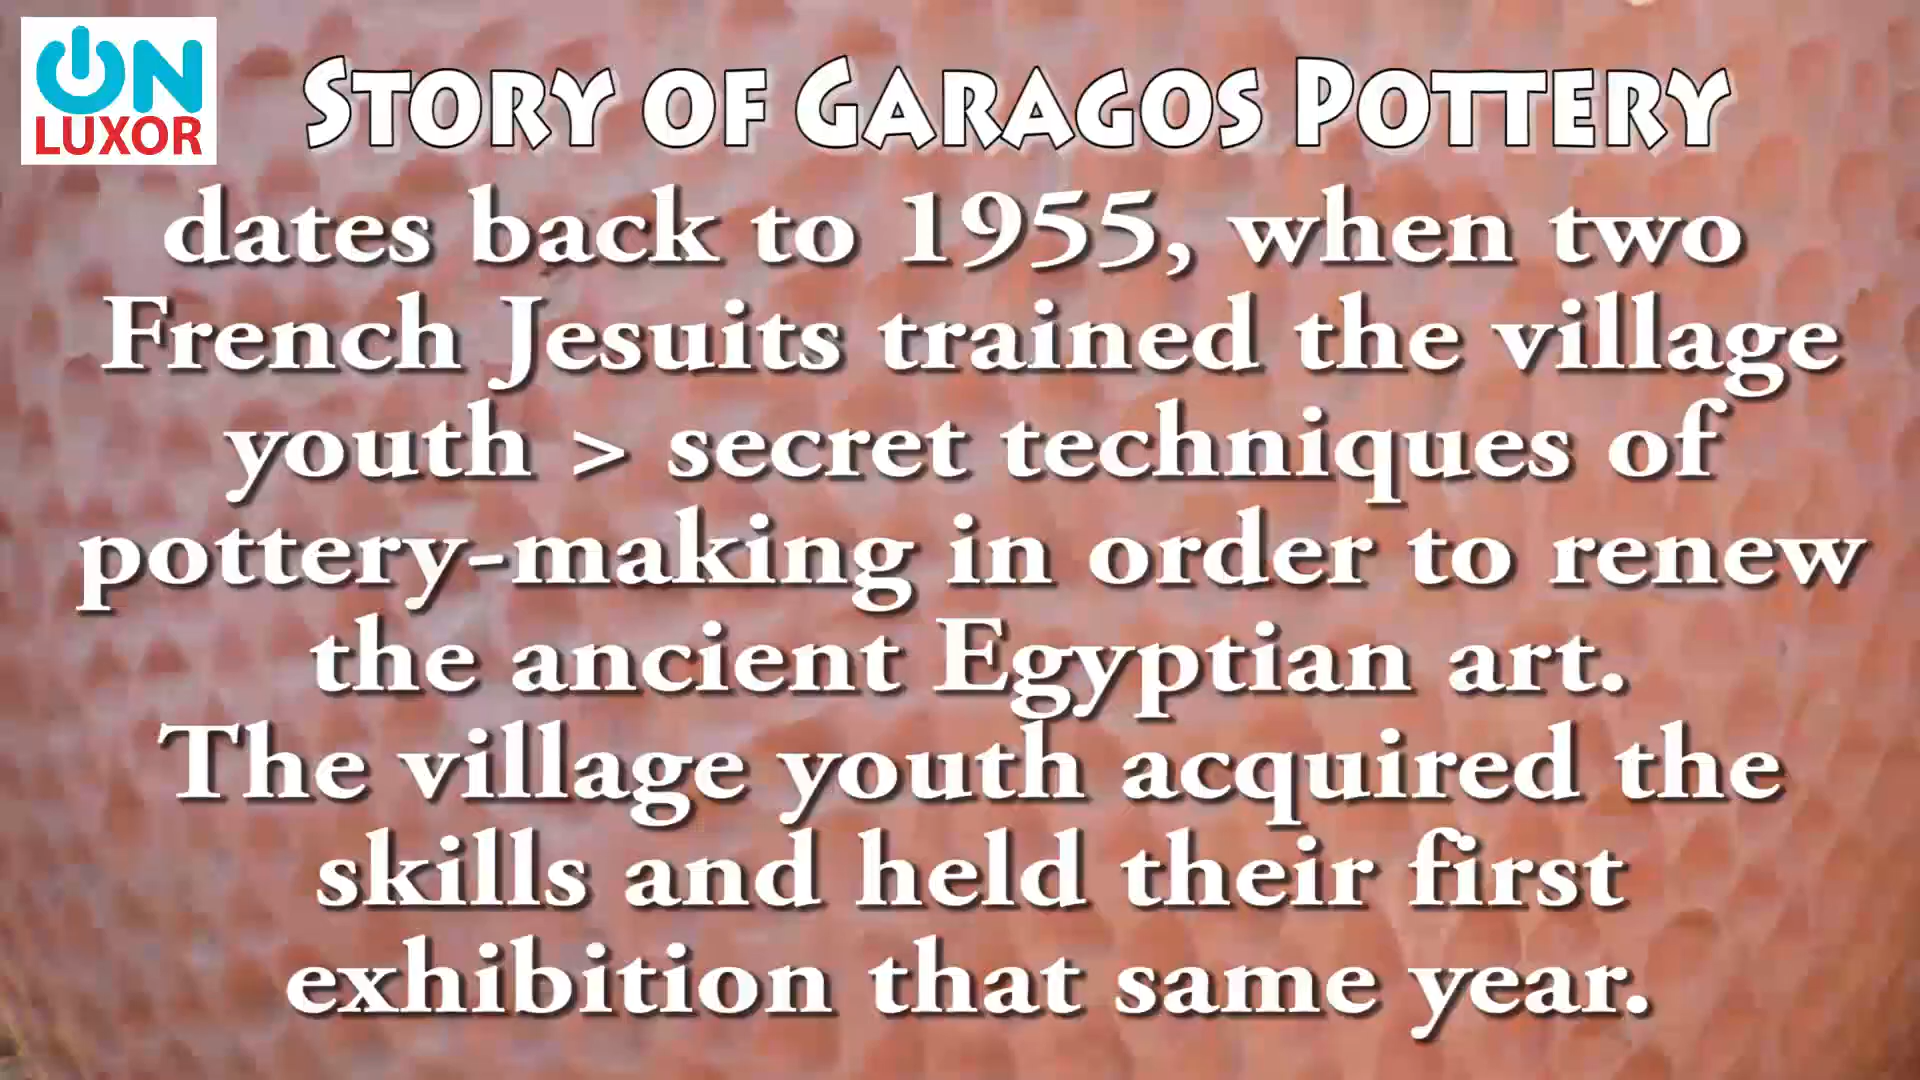 ON
LUXOR
STORY OF GARAGOS POTTERY
dates back to 1955, when two
French Jesuits trained the village
youth > secret techniques of
pottery-making in order to renew
the ancient Egyptian art.
The village youth acquired the
skills and held their first
exhibition that same year.